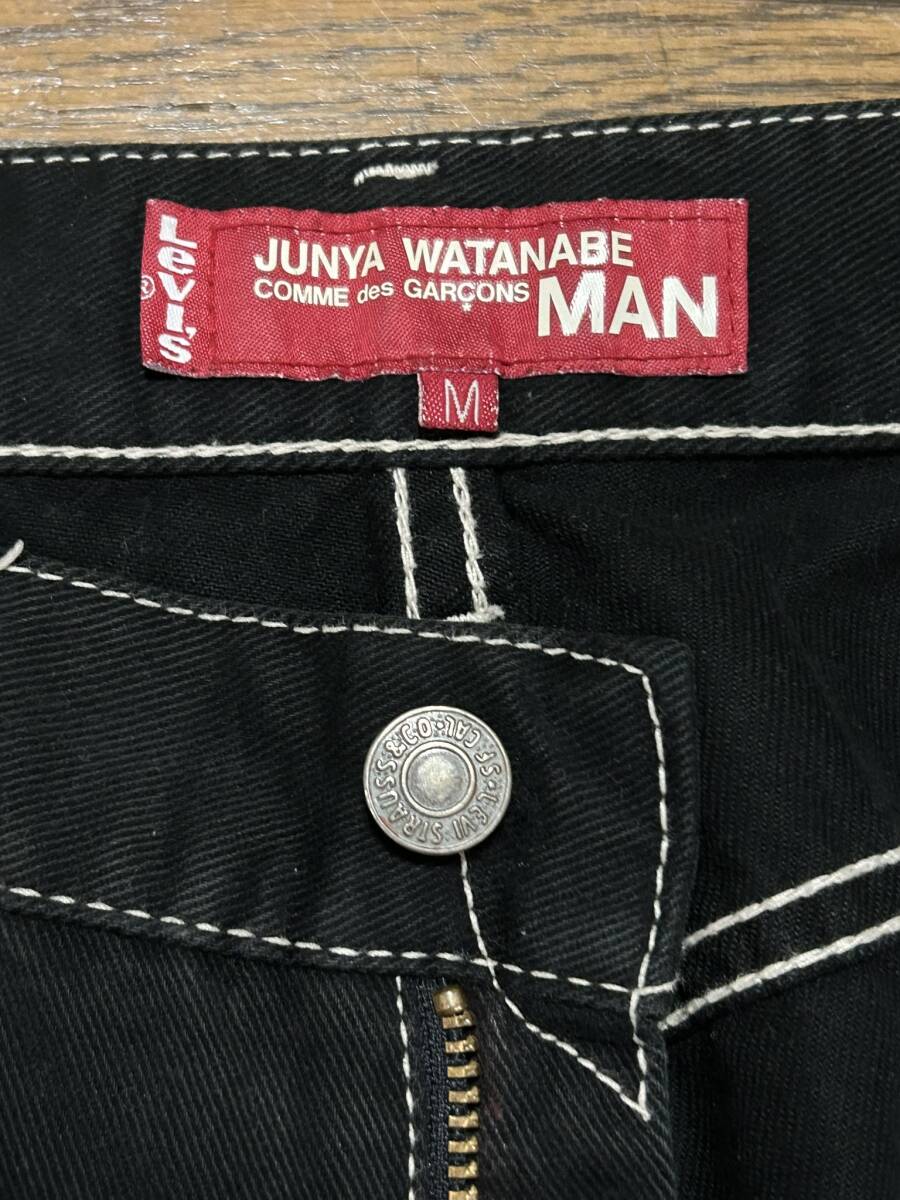 Levi's
®
JUNYA WATANABE
COMME des GARÇONS
MAN
M
LEVI STRAUSS & CO. S.F. CAL.